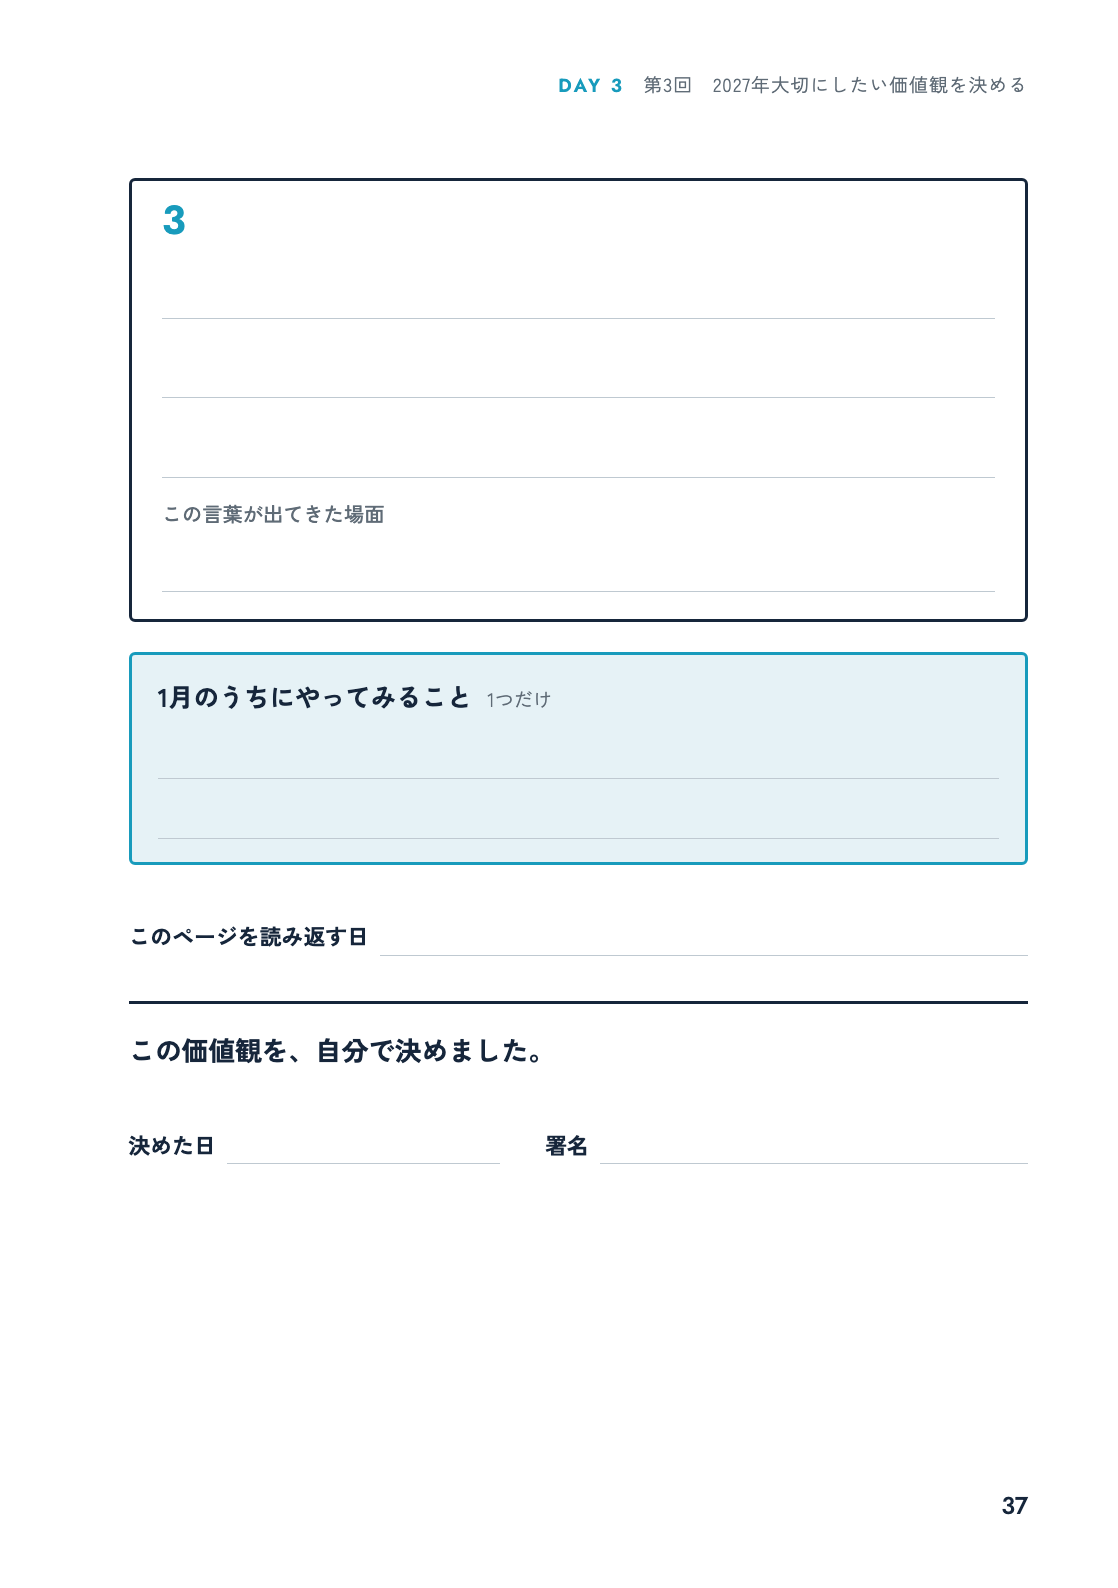 DAY 3 第3回 2027年大切にしたい価値観を決める
3
この言葉が出てきた場面
1月のうちにやってみること 1つだけ
このページを読み返す日
この価値観を、自分で決めました。
決めた日 署名
37